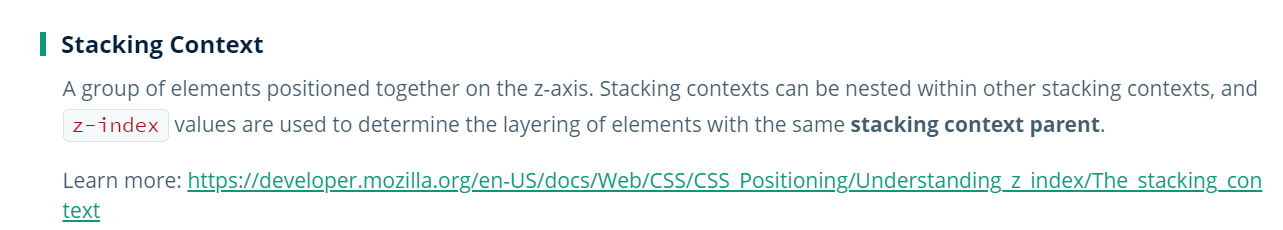 Stacking Context
A group of elements positioned together on the z-axis. Stacking contexts can be nested within other stacking contexts, and
z-index values are used to determine the layering of elements with the same stacking context parent.
Learn more: https://developer.mozilla.org/en-US/docs/Web/CSS/CSS_Positioning/Understanding_z_index/The_stacking_con
text